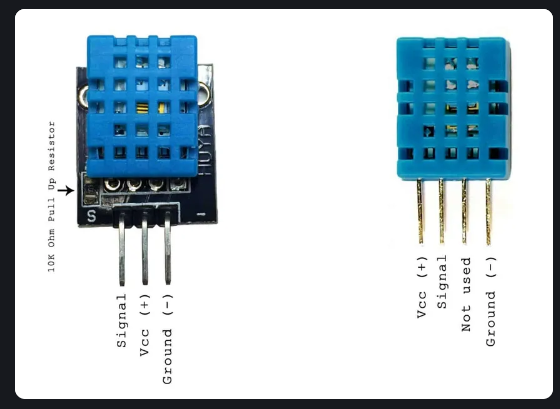 10K Ohm Pull Up Resistor
S
-
Signal
Vcc (+)
Ground (-)
Vcc (+)
Signal
Not used
Ground (-)